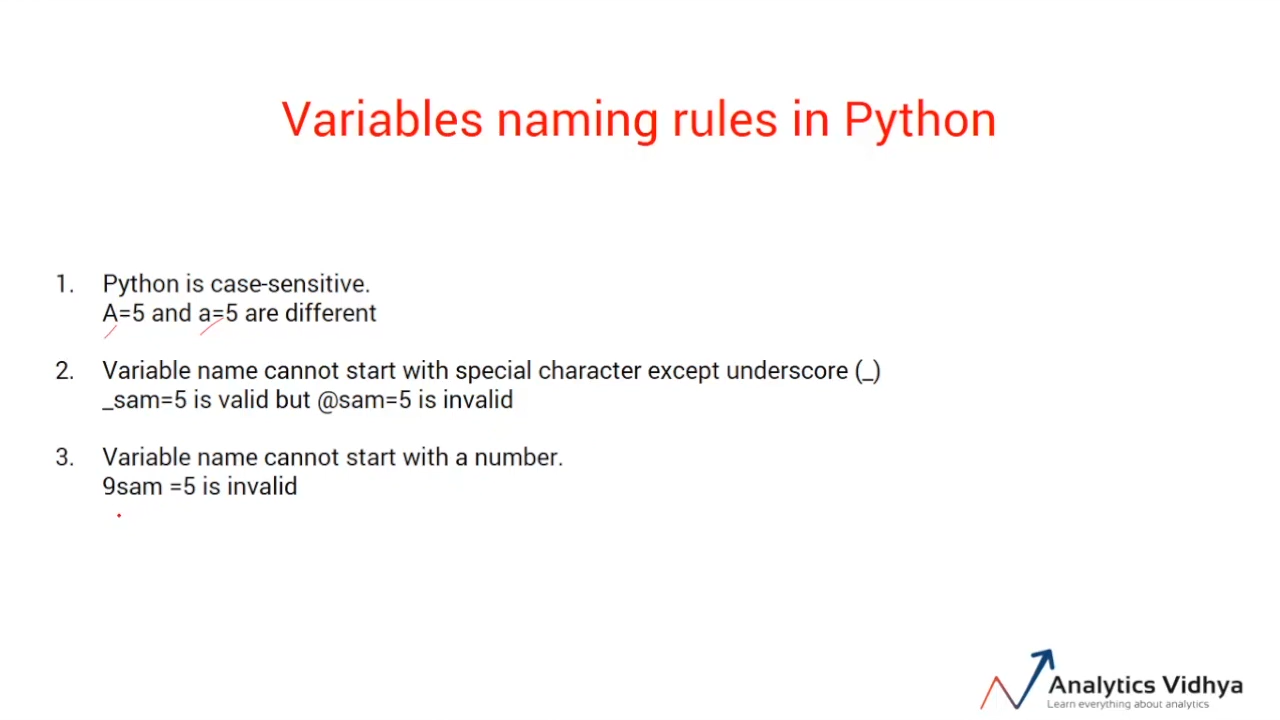 Variables naming rules in Python
1. Python is case-sensitive.
A=5 and a=5 are different
2. Variable name cannot start with special character except underscore (_)
_sam=5 is valid but @sam=5 is invalid
3. Variable name cannot start with a number.
9sam =5 is invalid
Analytics Vidhya
Learn everything about analytics